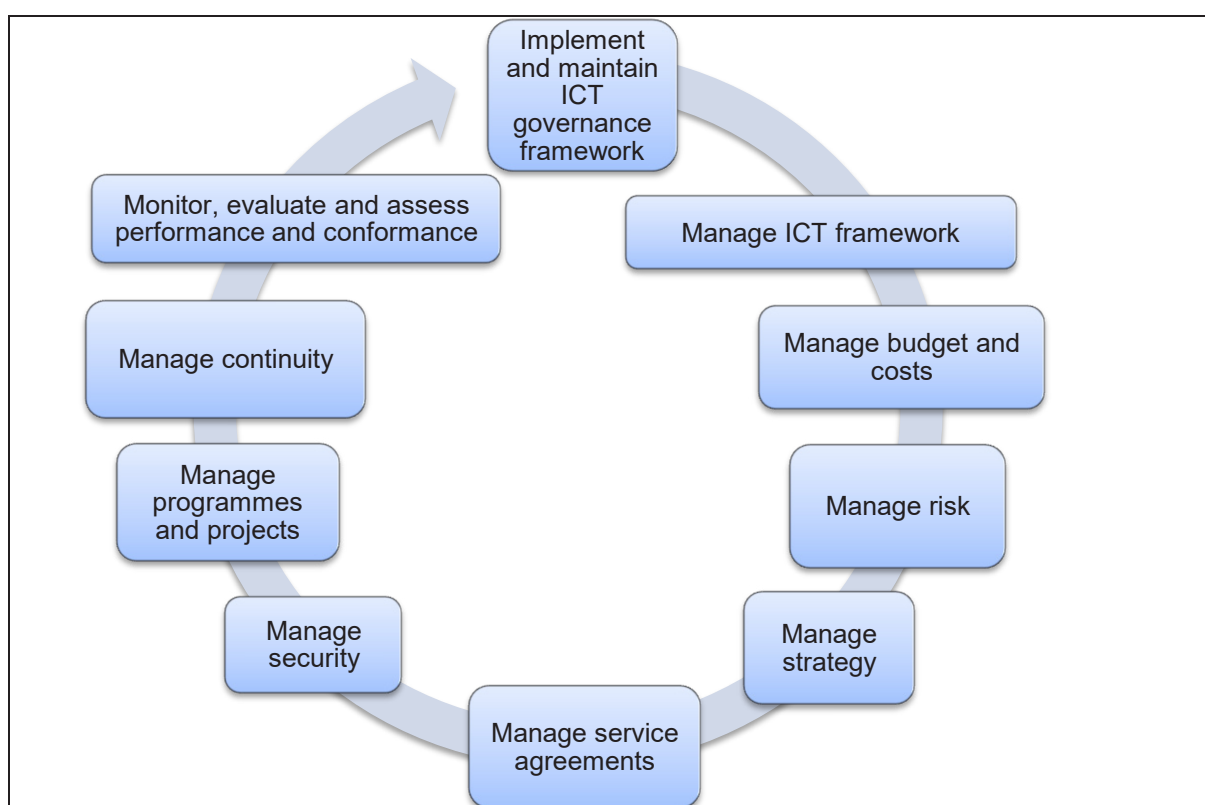 Implement
and maintain
ICT
governance
framework
Manage ICT framework
Manage budget and
costs
Manage risk
Manage
strategy
Manage service
agreements
Manage
security
Manage
programmes
and projects
Manage continuity
Monitor, evaluate and assess
performance and conformance